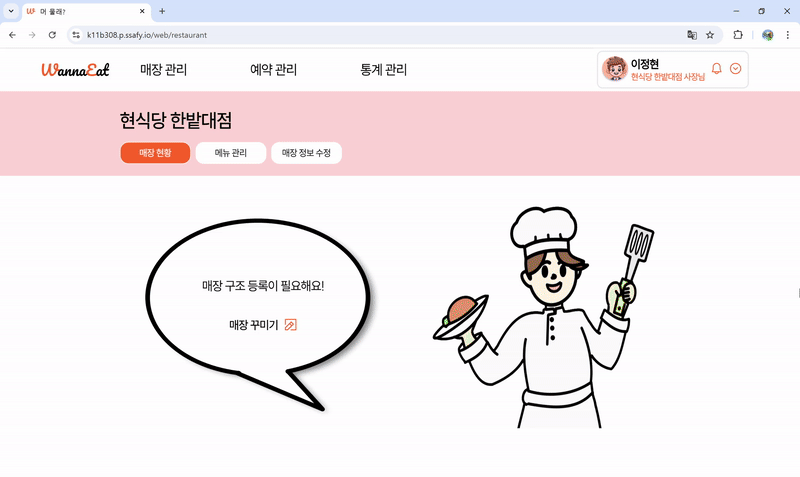 머 물래?
k11b308.p.ssafy.io/web/restaurant
WannaEat
매장 관리
예약 관리
통계 관리
이정현
현식당 한밭대점 사장님
현식당 한밭대점
매장 현황
메뉴 관리
매장 정보 수정
매장 구조 등록이 필요해요!
매장 꾸미기